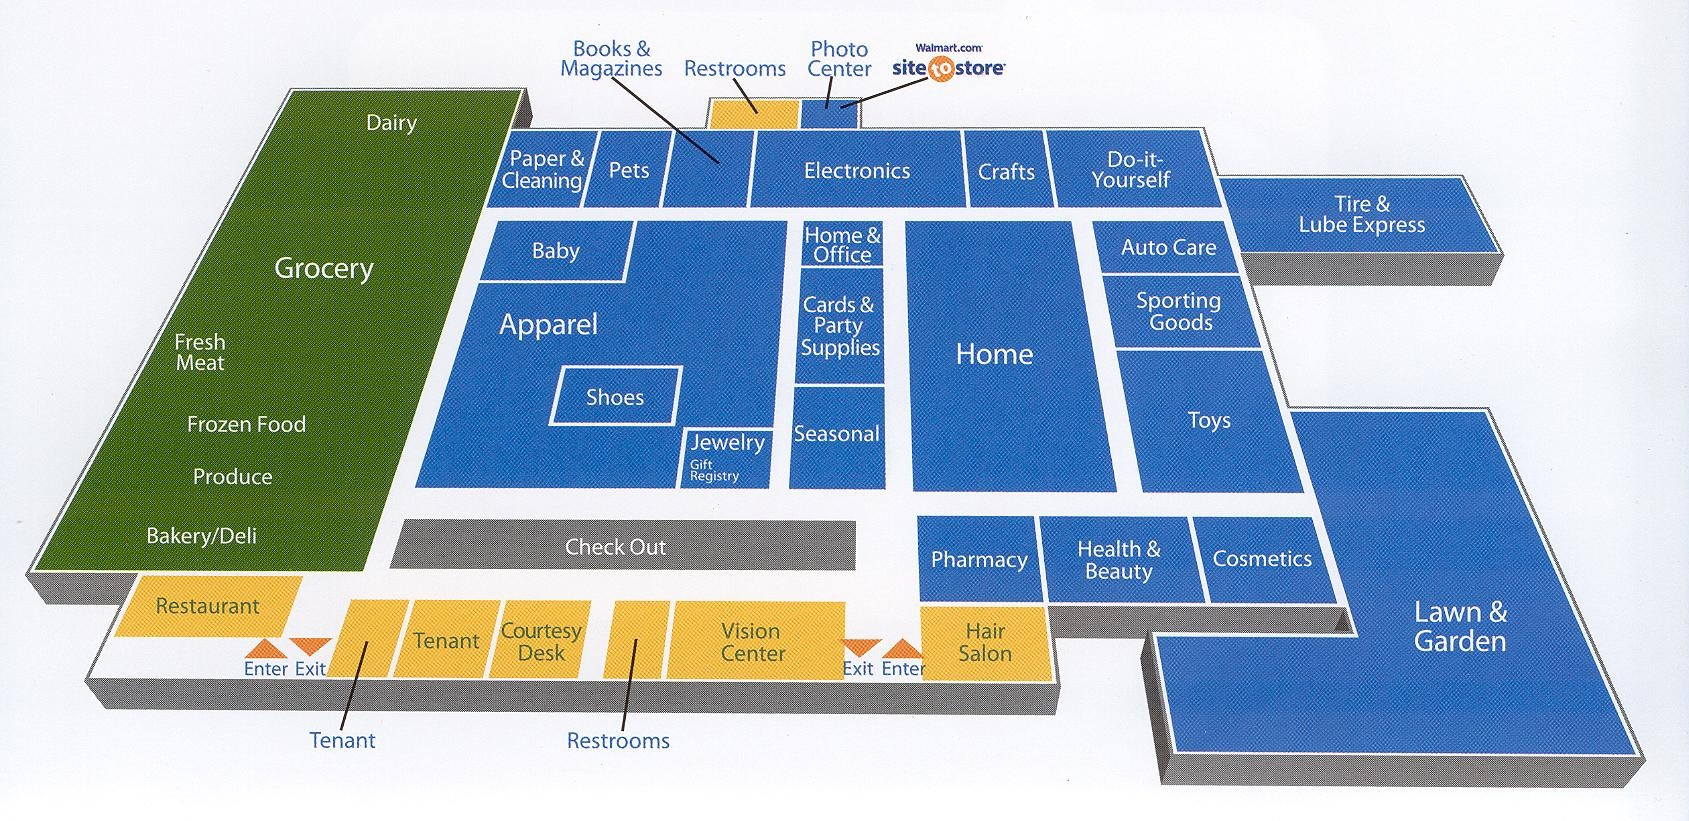 Books &
Magazines
Restrooms
Photo
Center
Walmart.com
site to store
Dairy
Grocery
Fresh
Meat
Frozen Food
Produce
Bakery/Deli
Paper &
Cleaning
Pets
Electronics
Crafts
Do-it-
Yourself
Tire &
Lube Express
Baby
Apparel
Shoes
Jewelry
Gift
Registry
Home &
Office
Cards &
Party
Supplies
Seasonal
Home
Auto Care
Sporting
Goods
Toys
Check Out
Pharmacy
Health &
Beauty
Cosmetics
Lawn &
Garden
Restaurant
Enter
Exit
Tenant
Courtesy
Desk
Vision
Center
Exit
Enter
Hair
Salon
Tenant
Restrooms